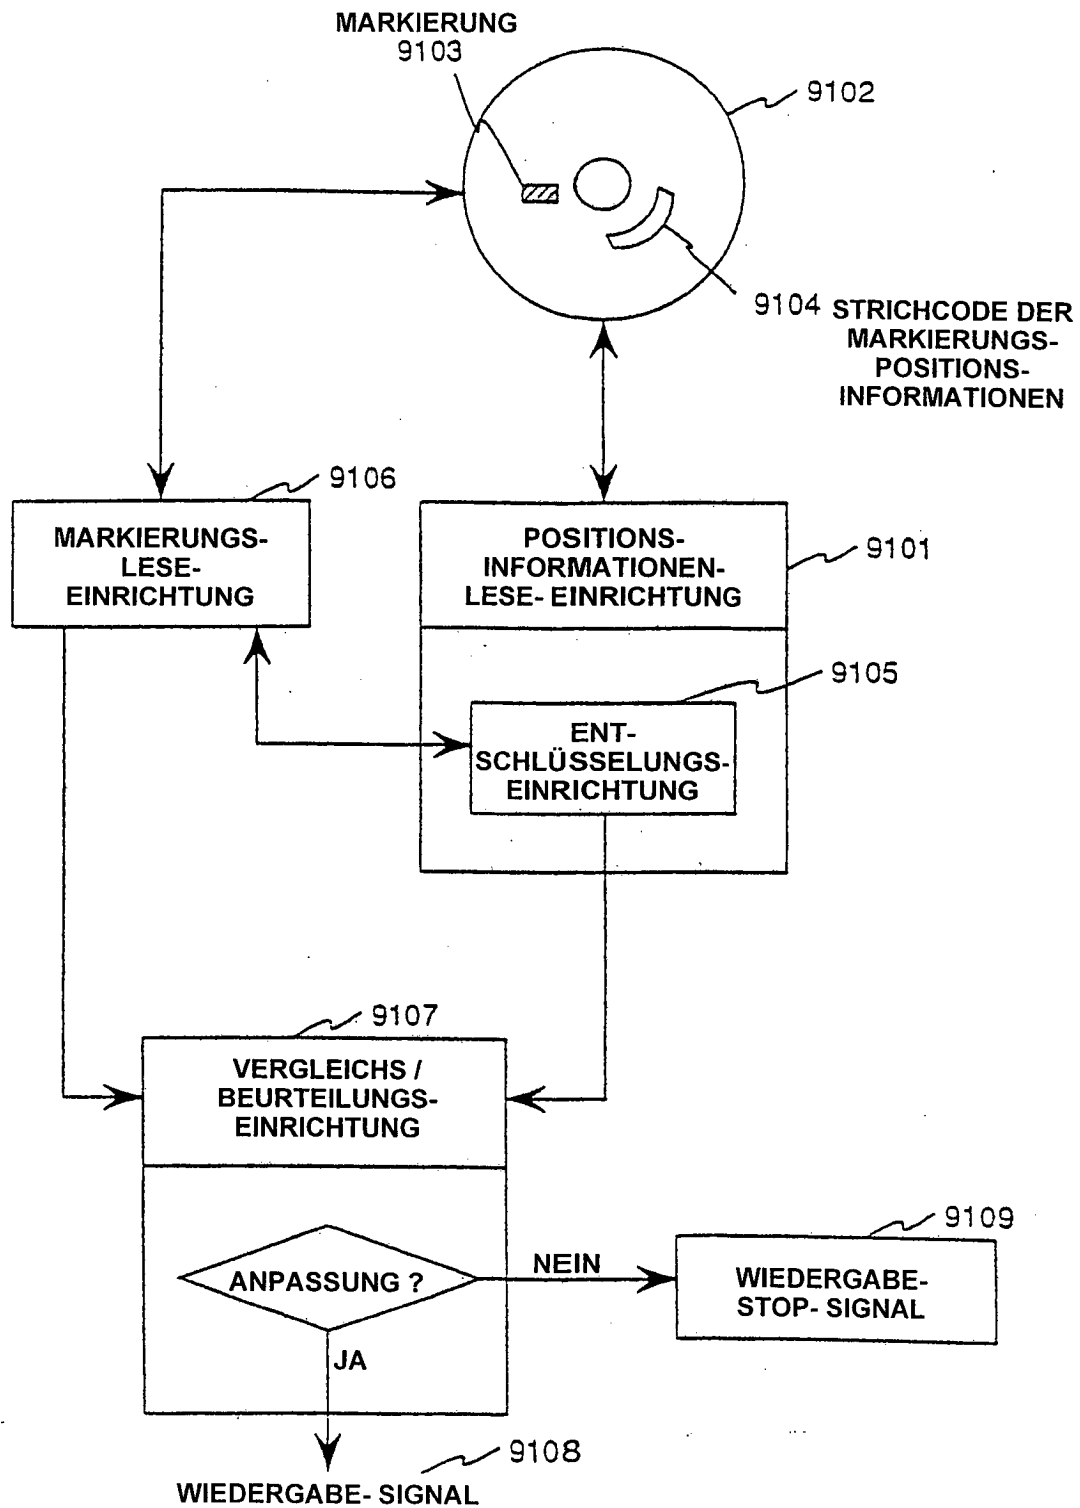 MARKIERUNG
9103
9102
9104 STRICHCODE DER
MARKIERUNGS-
POSITIONS-
INFORMATIONEN
9106
MARKIERUNGS-
LESE-
EINRICHTUNG
9101
POSITIONS-
INFORMATIONEN-
LESE- EINRICHTUNG
9105
ENT-
SCHLÜSSELUNGS-
EINRICHTUNG
9107
VERGLEICHS /
BEURTEILUNGS-
EINRICHTUNG
ANPASSUNG ?
NEIN
9109
WIEDERGABE-
STOP- SIGNAL
JA
9108
WIEDERGABE- SIGNAL